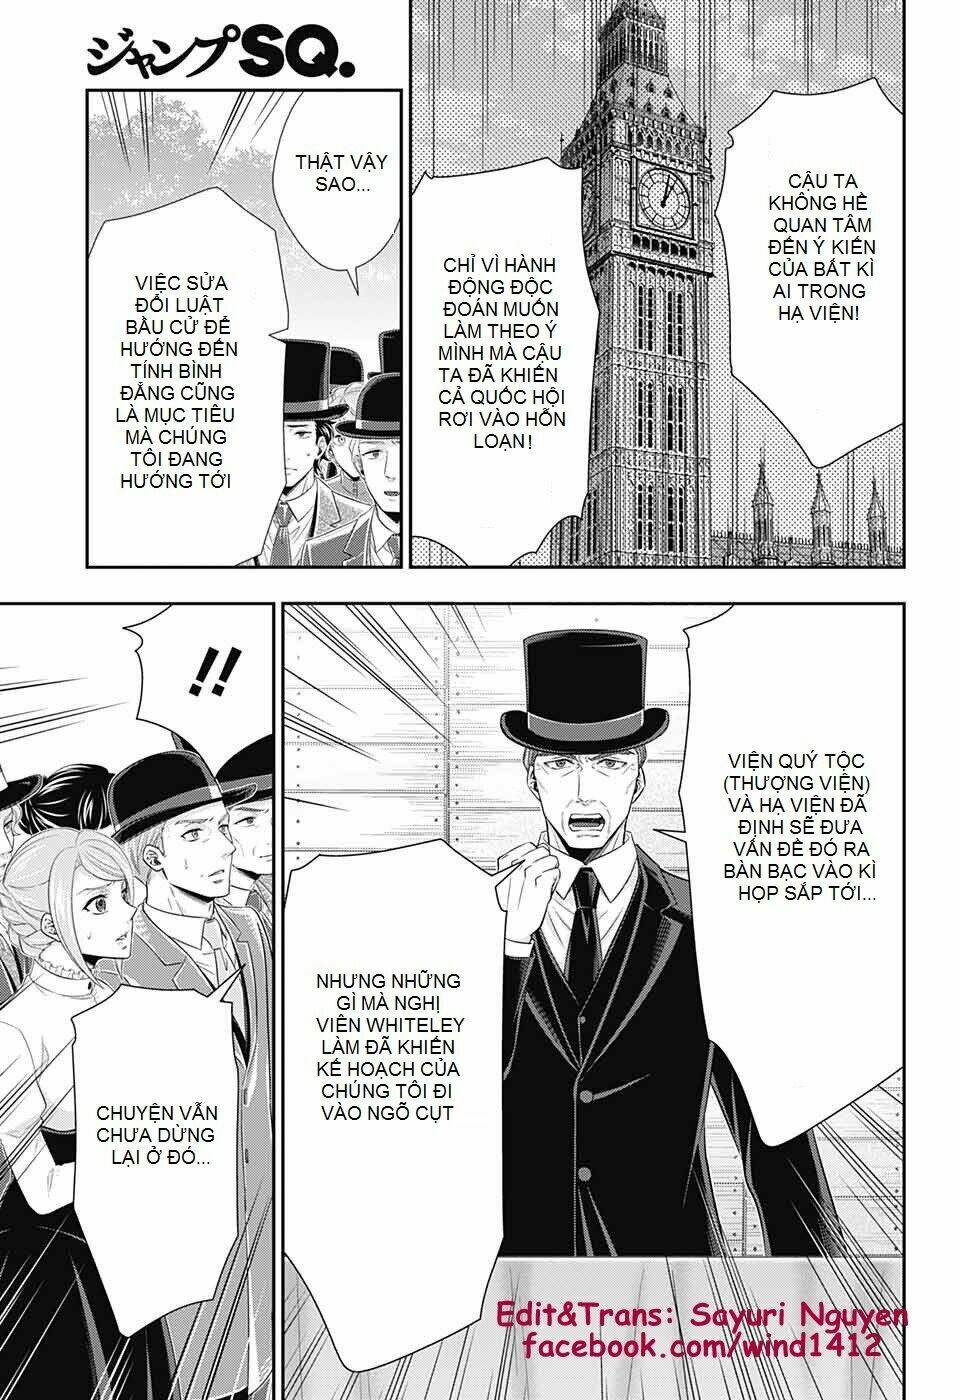 ジャンプSQ.
CẬU TA
KHÔNG HỀ
QUAN TÂM
ĐẾN Ý KIẾN
CỦA BẤT KÌ
AI TRONG
HẠ VIỆN!
CHỈ VÌ HÀNH
ĐỘNG ĐỘC
ĐOÁN MUỐN
LÀM THEO Ý
MÌNH MÀ CẬU
TA ĐÃ KHIẾN
CẢ QUỐC HỘI
RƠI VÀO HỖN
LOẠN!
THẬT VẬY
SAO...
VIỆC SỬA
ĐỔI LUẬT
BẦU CỬ ĐỂ
HƯỚNG ĐẾN
TÍNH BÌNH
ĐẲNG CŨNG
LÀ MỤC TIÊU
MÀ CHÚNG
TÔI ĐANG
HƯỚNG TỚI
VIỆN QUÝ TỘC
(THƯỢNG VIỆN)
VÀ HẠ VIỆN ĐÃ
ĐỊNH SẼ ĐƯA
VẤN ĐỀ ĐÓ RA
BÀN BẠC VÀO KÌ
HỌP SẮP TỚI...
NHƯNG NHỮNG
GÌ MÀ NGHỊ
VIÊN WHITELEY
LÀM ĐÃ KHIẾN
KẾ HOẠCH CỦA
CHÚNG TÔI ĐI
VÀO NGÕ CỤT
!!
CHUYỆN VẪN
CHƯA DỪNG
LẠI Ở ĐÓ...
Edit&Trans: Sayuri Nguyen
facebook.com/wind1412